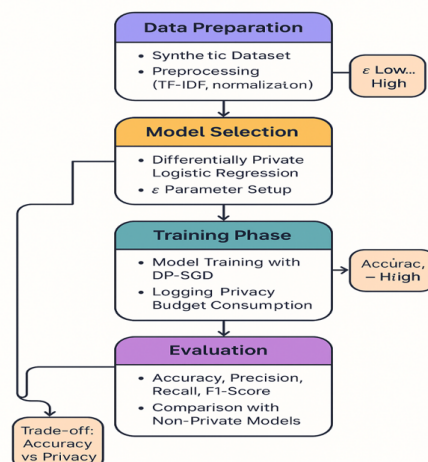 Data Preparation
• Synthetic Dataset
• Preprocessing
(TF-IDF, normalization)
ε Low...
High
Model Selection
• Differentially Private
Logistic Regression
• ε Parameter Setup
Training Phase
• Model Training with
DP-SGD
• Logging Privacy
Budget Consumption
Accúrac,
– High
Evaluation
• Accuracy, Precision,
Recall, F1-Score
• Comparison with
Non-Private Models
Trade-off:
Accuracy
vs Privacy